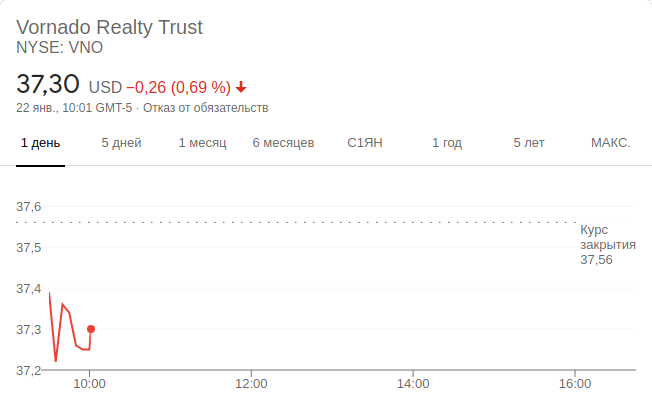 Vornado Realty Trust
NYSE: VNO
37,30 USD −0,26 (0,69 %)
22 янв., 10:01 GMT-5 · Отказ от обязательств
1 день 5 дней 1 месяц 6 месяцев С1ЯН 1 год 5 лет МАКС.
37,6
Курс
закрытия
37,56
37,5
37,4
37,3
37,2
10:00 12:00 14:00 16:00